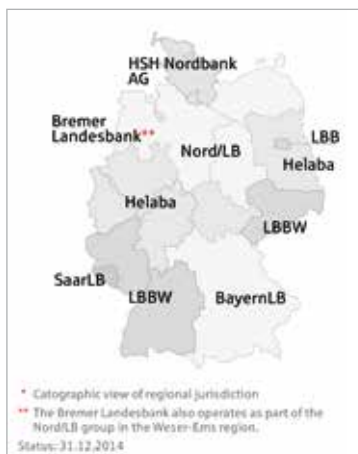 HSH Nordbank
AG
Bremer
Landesbank**
Nord/LB
LBB
Helaba
Helaba
LBBW
SaarLB
LBBW
BayernLB
* Catographic view of regional jurisdiction
** The Bremer Landesbank also operates as part of the
Nord/LB group in the Weser-Ems region.
Status: 31.12.2014